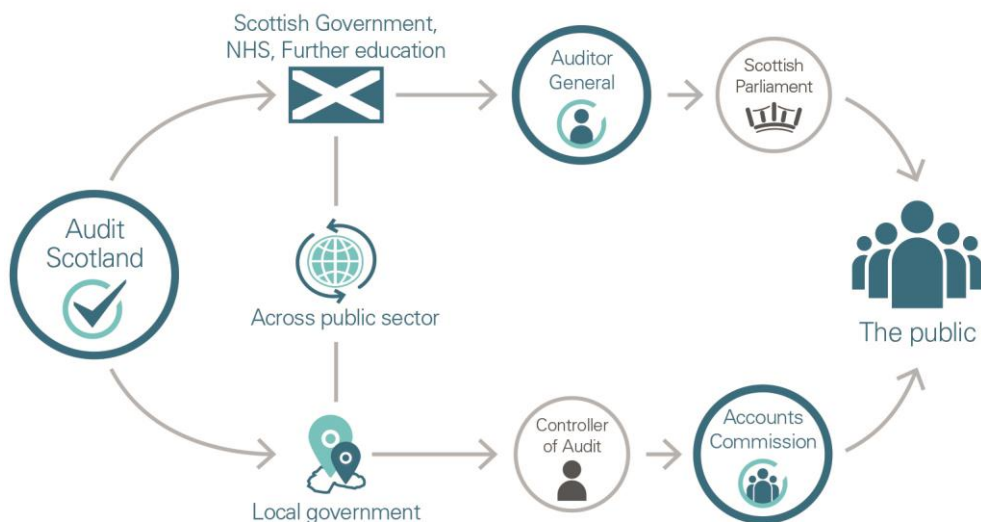 Scottish Government,
NHS, Further education
Auditor
General
Scottish
Parliament
Audit
Scotland
Across public sector
The public
Controller
of Audit
Accounts
Commission
Local government